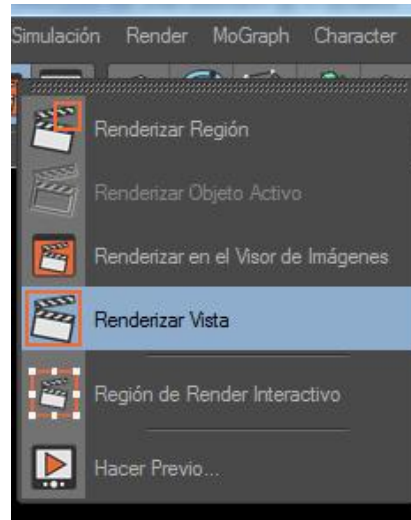 Simulación Render MoGraph Character
Renderizar Región
Renderizar Objeto Activo
Renderizar en el Visor de Imágenes
Renderizar Vista
Región de Render Interactivo
Hacer Previo...